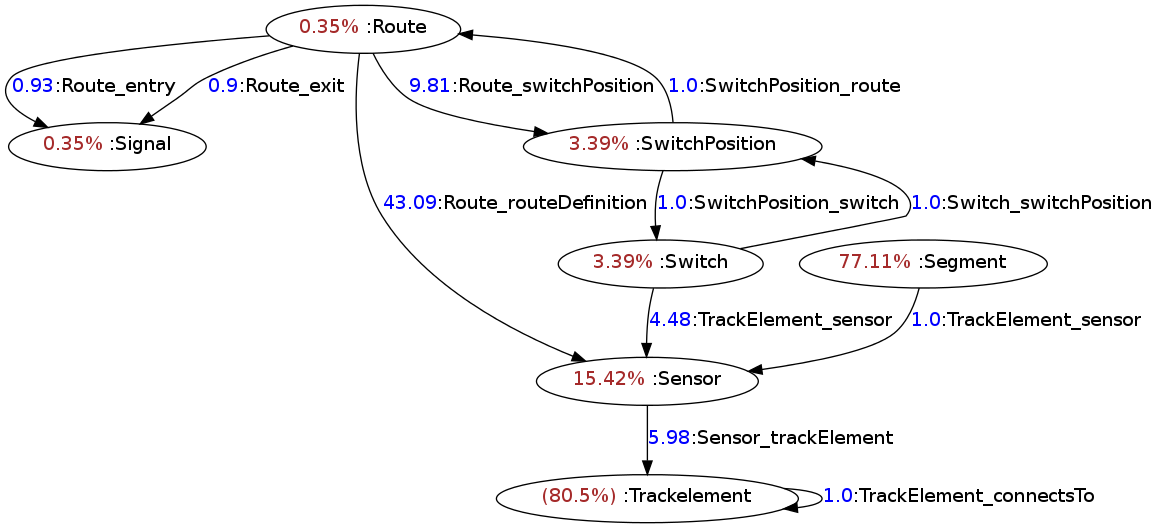 0.35% :Route
0.93:Route_entry
0.9:Route_exit
9.81:Route_switchPosition
1.0:SwitchPosition_route
0.35% :Signal
3.39% :SwitchPosition
43.09:Route_routeDefinition
1.0:SwitchPosition_switch
1.0:Switch_switchPosition
3.39% :Switch
77.11% :Segment
4.48:TrackElement_sensor
1.0:TrackElement_sensor
15.42% :Sensor
5.98:Sensor_trackElement
(80.5%) :Trackelement
1.0:TrackElement_connectsTo